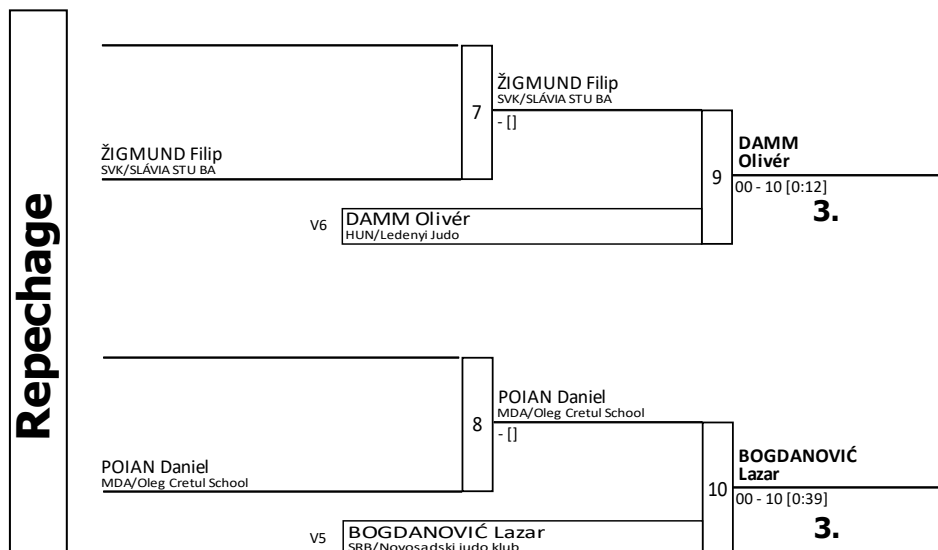 Repechage
ŽIGMUND Filip
SVK/SLÁVIA STU BA
7
ŽIGMUND Filip
SVK/SLÁVIA STU BA
- []
V6
DAMM Olivér
HUN/Ledenyi Judo
9
DAMM
Olivér
00 - 10 [0:12]
3.
POIAN Daniel
MDA/Oleg Cretul School
8
POIAN Daniel
MDA/Oleg Cretul School
- []
V5
BOGDANOVIĆ Lazar
SRB/Novosadski judo klub
10
BOGDANOVIĆ
Lazar
00 - 10 [0:39]
3.